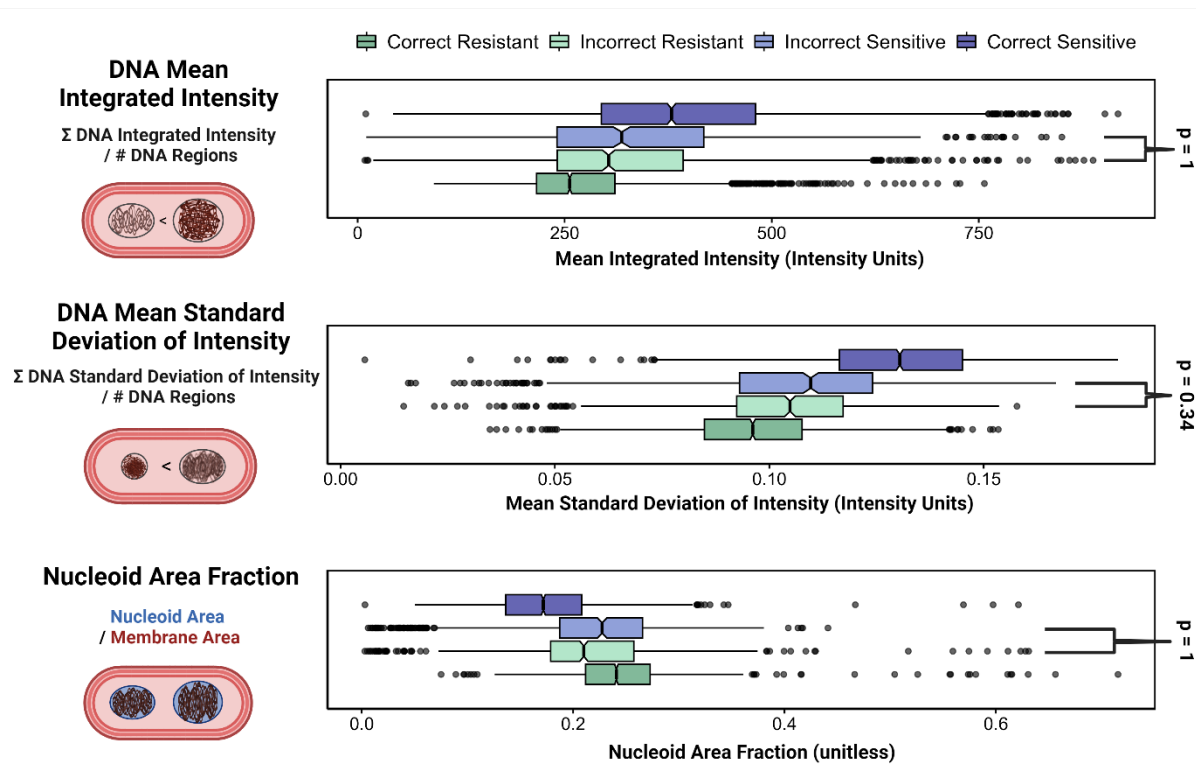 Correct Resistant Incorrect Resistant Incorrect Sensitive Correct Sensitive
DNA Mean
Integrated Intensity
Σ DNA Integrated Intensity
/ # DNA Regions
<
p = 1
0 250 500 750
Mean Integrated Intensity (Intensity Units)
DNA Mean Standard
Deviation of Intensity
Σ DNA Standard Deviation of Intensity
/ # DNA Regions
<
p = 0.34
0.00 0.05 0.10 0.15
Mean Standard Deviation of Intensity (Intensity Units)
Nucleoid Area Fraction
Nucleoid Area
/ Membrane Area
p = 1
0.0 0.2 0.4 0.6
Nucleoid Area Fraction (unitless)